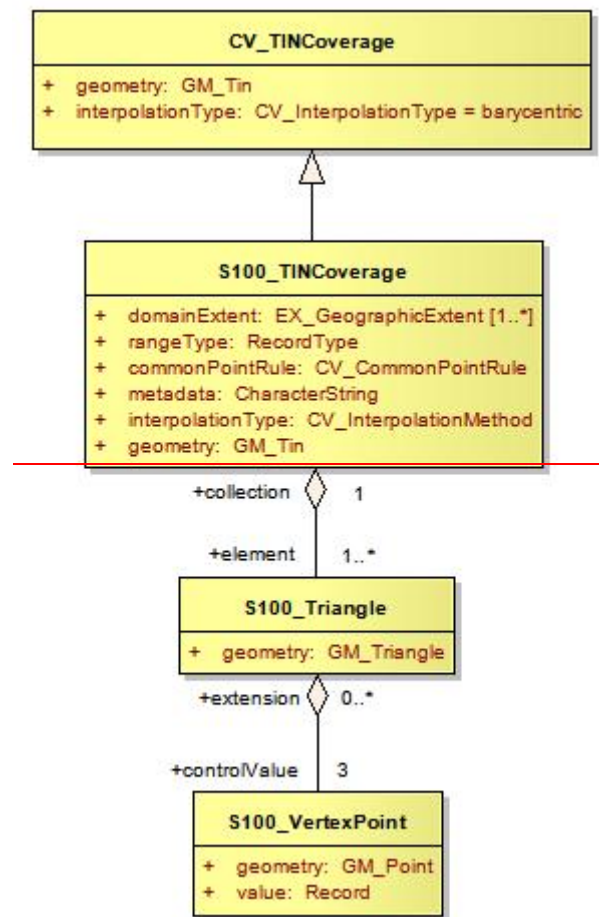 CV_TINCoverage
+ geometry: GM_Tin
+ interpolationType: CV_InterpolationType = barycentric
S100_TINCoverage
+ domainExtent: EX_GeographicExtent [1..*]
+ rangeType: RecordType
+ commonPointRule: CV_CommonPointRule
+ metadata: CharacterString
+ interpolationType: CV_InterpolationMethod
+ geometry: GM_Tin
+collection 1
+element 1..*
S100_Triangle
+ geometry: GM_Triangle
+extension 0..*
+controlValue 3
S100_VertexPoint
+ geometry: GM_Point
+ value: Record